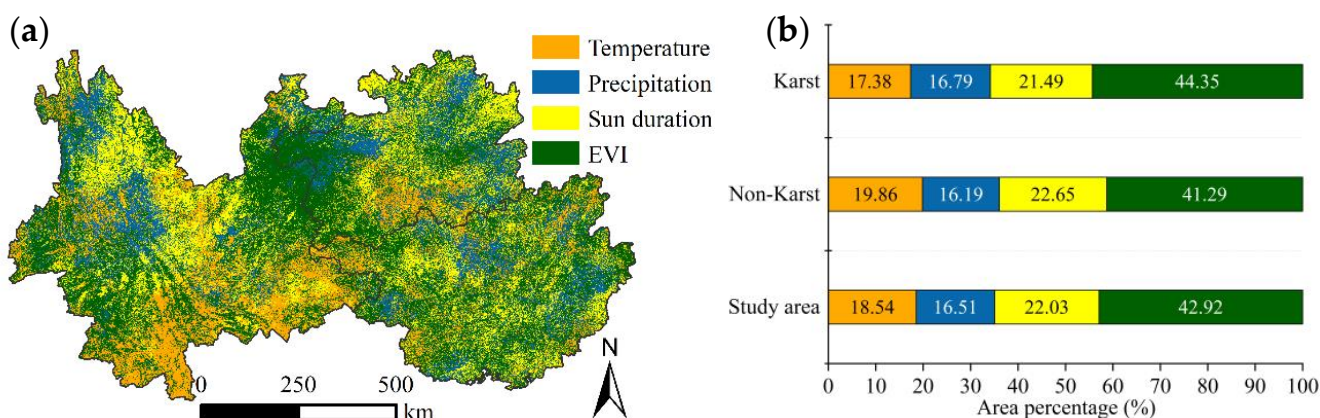 (a)
Temperature
Precipitation
Sun duration
EVI
N
0 250 500
km
(b)
Karst 17.38 16.79 21.49 44.35
Non-Karst 19.86 16.19 22.65 41.29
Study area 18.54 16.51 22.03 42.92
0 10 20 30 40 50 60 70 80 90 100
Area percentage (%)